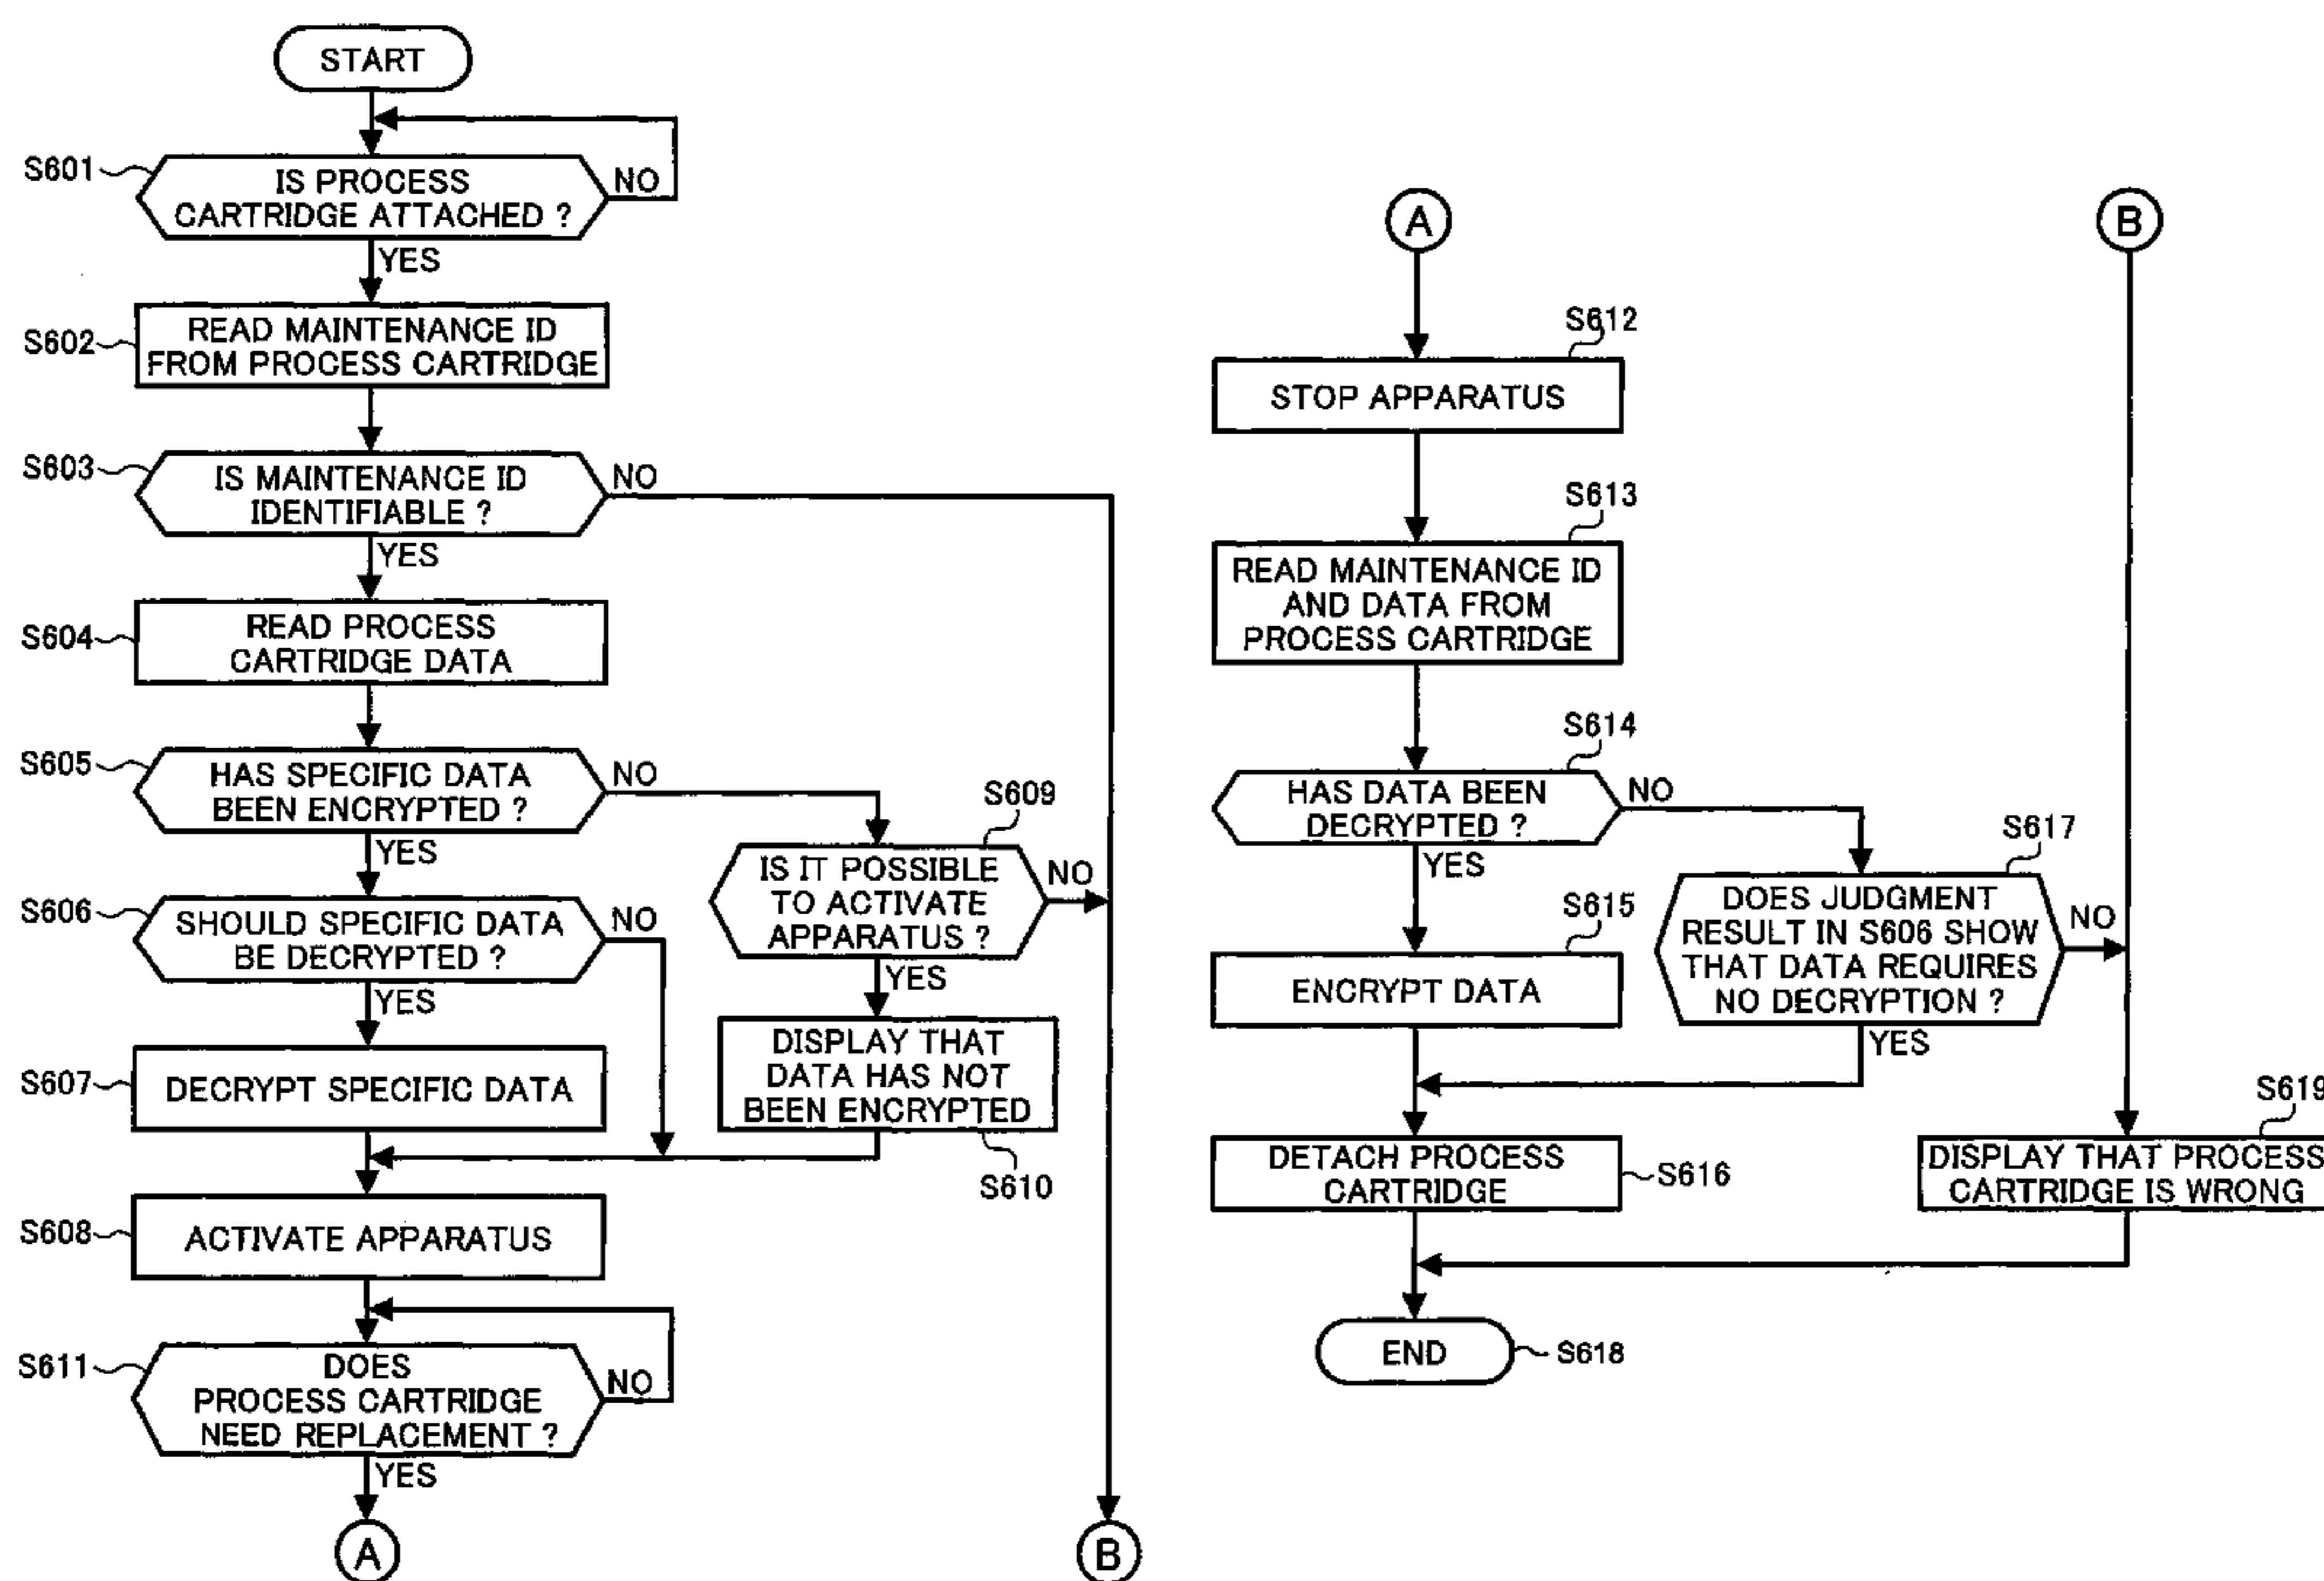 START
S601
IS PROCESS
CARTRIDGE ATTACHED ?
NO
YES
S602
READ MAINTENANCE ID
FROM PROCESS CARTRIDGE
S603
IS MAINTENANCE ID
IDENTIFIABLE ?
NO
YES
S604
READ PROCESS
CARTRIDGE DATA
S605
HAS SPECIFIC DATA
BEEN ENCRYPTED ?
NO
YES
S609
IS IT POSSIBLE
TO ACTIVATE
APPARATUS ?
NO
YES
S606
SHOULD SPECIFIC DATA
BE DECRYPTED ?
NO
YES
S607
DECRYPT SPECIFIC DATA
DISPLAY THAT
DATA HAS NOT
BEEN ENCRYPTED
S610
S608
ACTIVATE APPARATUS
S611
DOES
PROCESS CARTRIDGE
NEED REPLACEMENT ?
NO
YES
A
B
A
S612
STOP APPARATUS
S613
READ MAINTENANCE ID
AND DATA FROM
PROCESS CARTRIDGE
S614
HAS DATA BEEN
DECRYPTED ?
NO
YES
S617
DOES JUDGMENT
RESULT IN S606 SHOW
THAT DATA REQUIRES
NO DECRYPTION ?
NO
YES
S615
ENCRYPT DATA
DETACH PROCESS
CARTRIDGE
S616
END
S618
B
S619
DISPLAY THAT PROCESS
CARTRIDGE IS WRONG